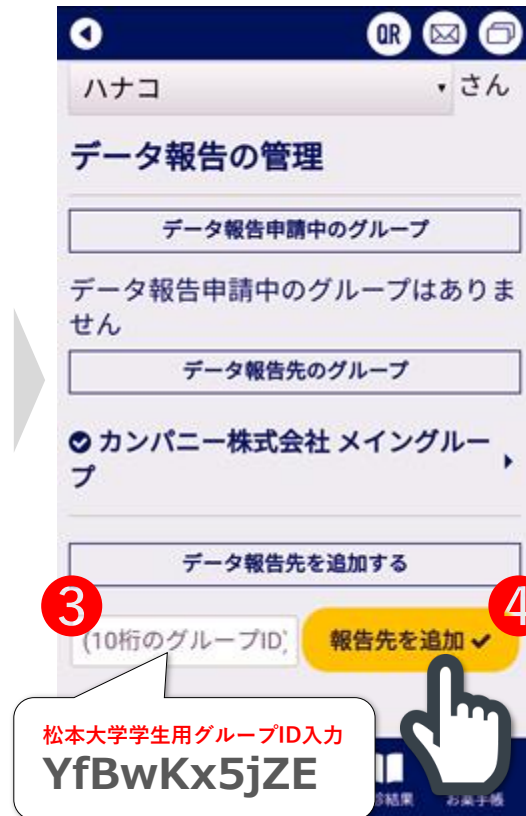 QR
ハナコ さん
データ報告の管理
データ報告申請中のグループ
データ報告申請中のグループはありま
せん
データ報告先のグループ
カンパニー株式会社 メイングルー
プ
データ報告先を追加する
3
4
(10桁のグループID)
報告先を追加
松本大学学生用グループID入力
YfBwKx5jZE
結果
お薬手帳